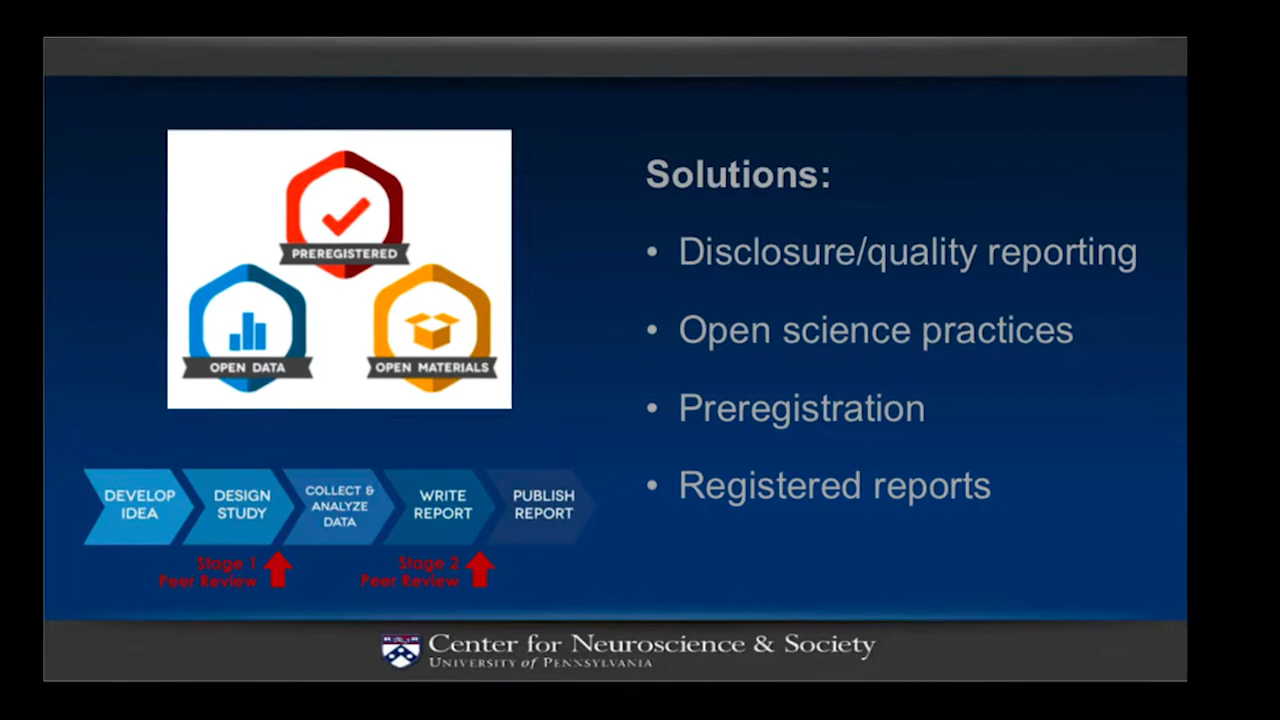 PREREGISTERED
OPEN DATA
OPEN MATERIALS
DEVELOP
IDEA
DESIGN
STUDY
COLLECT &
ANALYZE
DATA
WRITE
REPORT
PUBLISH
REPORT
Stage 1
Peer Review
Stage 2
Peer Review
Solutions:
• Disclosure/quality reporting
• Open science practices
• Preregistration
• Registered reports
Center for Neuroscience & Society
UNIVERSITY of PENNSYLVANIA